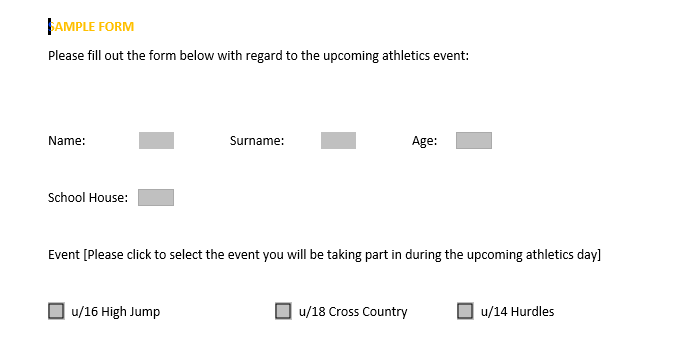 SAMPLE FORM
Please fill out the form below with regard to the upcoming athletics event:
Name: Surname: Age:
School House:
Event [Please click to select the event you will be taking part in during the upcoming athletics day]
u/16 High Jump u/18 Cross Country u/14 Hurdles